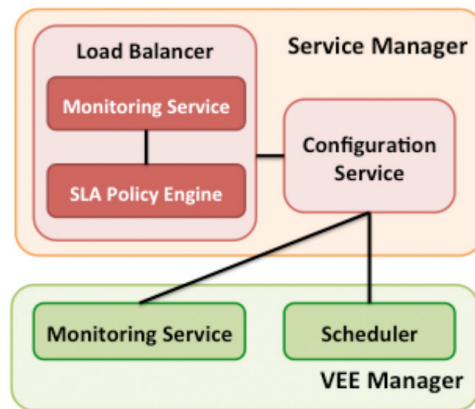 Load Balancer
Service Manager
Monitoring Service
SLA Policy Engine
Configuration
Service
Monitoring Service
Scheduler
VEE Manager